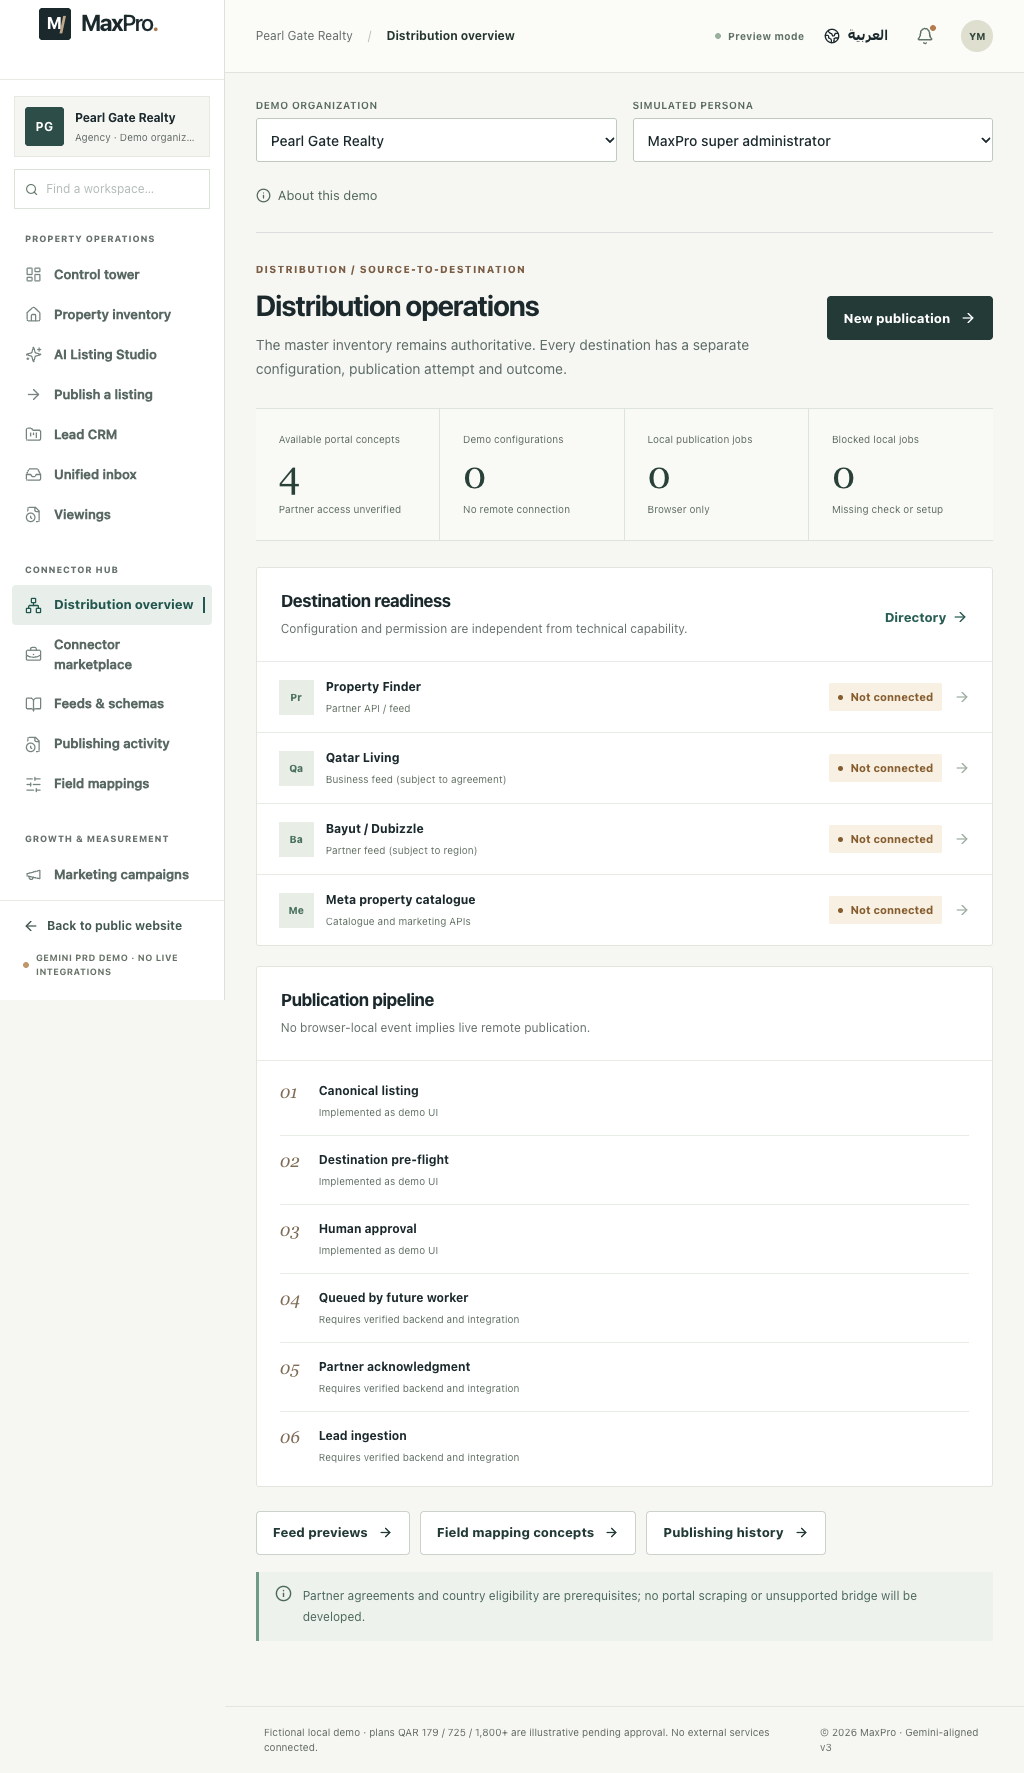 MaxPro.
Pearl Gate Realty / Distribution overview
Preview mode
العربية
YM
PG
Pearl Gate Realty
Agency · Demo organiz...
Find a workspace...
PROPERTY OPERATIONS
Control tower
Property inventory
AI Listing Studio
Publish a listing
Lead CRM
Unified inbox
Viewings
CONNECTOR HUB
Distribution overview
Connector
marketplace
Feeds & schemas
Publishing activity
Field mappings
GROWTH & MEASUREMENT
Marketing campaigns
Back to public website
GEMINI PRD DEMO · NO LIVE
INTEGRATIONS
DEMO ORGANIZATION
Pearl Gate Realty
SIMULATED PERSONA
MaxPro super administrator
About this demo
DISTRIBUTION / SOURCE-TO-DESTINATION
Distribution operations
The master inventory remains authoritative. Every destination has a separate
configuration, publication attempt and outcome.
New publication
Available portal concepts
4
Partner access unverified
Demo configurations
0
No remote connection
Local publication jobs
0
Browser only
Blocked local jobs
0
Missing check or setup
Destination readiness
Configuration and permission are independent from technical capability.
Directory
Pr
Property Finder
Partner API / feed
Not connected
Qa
Qatar Living
Business feed (subject to agreement)
Not connected
Ba
Bayut / Dubizzle
Partner feed (subject to region)
Not connected
Me
Meta property catalogue
Catalogue and marketing APIs
Not connected
Publication pipeline
No browser-local event implies live remote publication.
01
Canonical listing
Implemented as demo UI
02
Destination pre-flight
Implemented as demo UI
03
Human approval
Implemented as demo UI
04
Queued by future worker
Requires verified backend and integration
05
Partner acknowledgment
Requires verified backend and integration
06
Lead ingestion
Requires verified backend and integration
Feed previews
Field mapping concepts
Publishing history
Partner agreements and country eligibility are prerequisites; no portal scraping or unsupported bridge will be
developed.
Fictional local demo · plans QAR 179 / 725 / 1,800+ are illustrative pending approval. No external services
connected.
© 2026 MaxPro · Gemini-aligned
v3